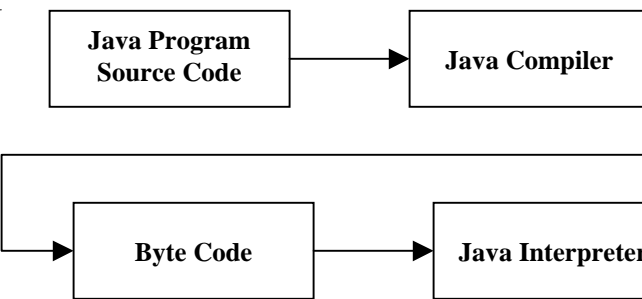 Java Program
Source Code
Java Compiler
Byte Code
Java Interpreter